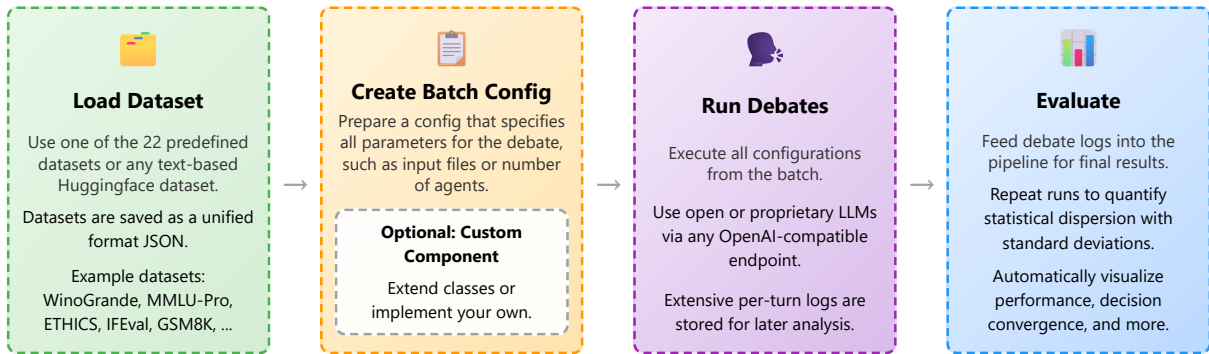 Load Dataset
Use one of the 22 predefined
datasets or any text-based
Huggingface dataset.
Datasets are saved as a unified
format JSON.
Example datasets:
WinoGrande, MMLU-Pro,
ETHICS, IFEval, GSM8K, ...
→
Create Batch Config
Prepare a config that specifies
all parameters for the debate,
such as input files or number
of agents.
Optional: Custom
Component
Extend classes or
implement your own.
→
Run Debates
Execute all configurations
from the batch.
Use open or proprietary LLMs
via any OpenAI-compatible
endpoint.
Extensive per-turn logs are
stored for later analysis.
→
Evaluate
Feed debate logs into the
pipeline for final results.
Repeat runs to quantify
statistical dispersion with
standard deviations.
Automatically visualize
performance, decision
convergence, and more.